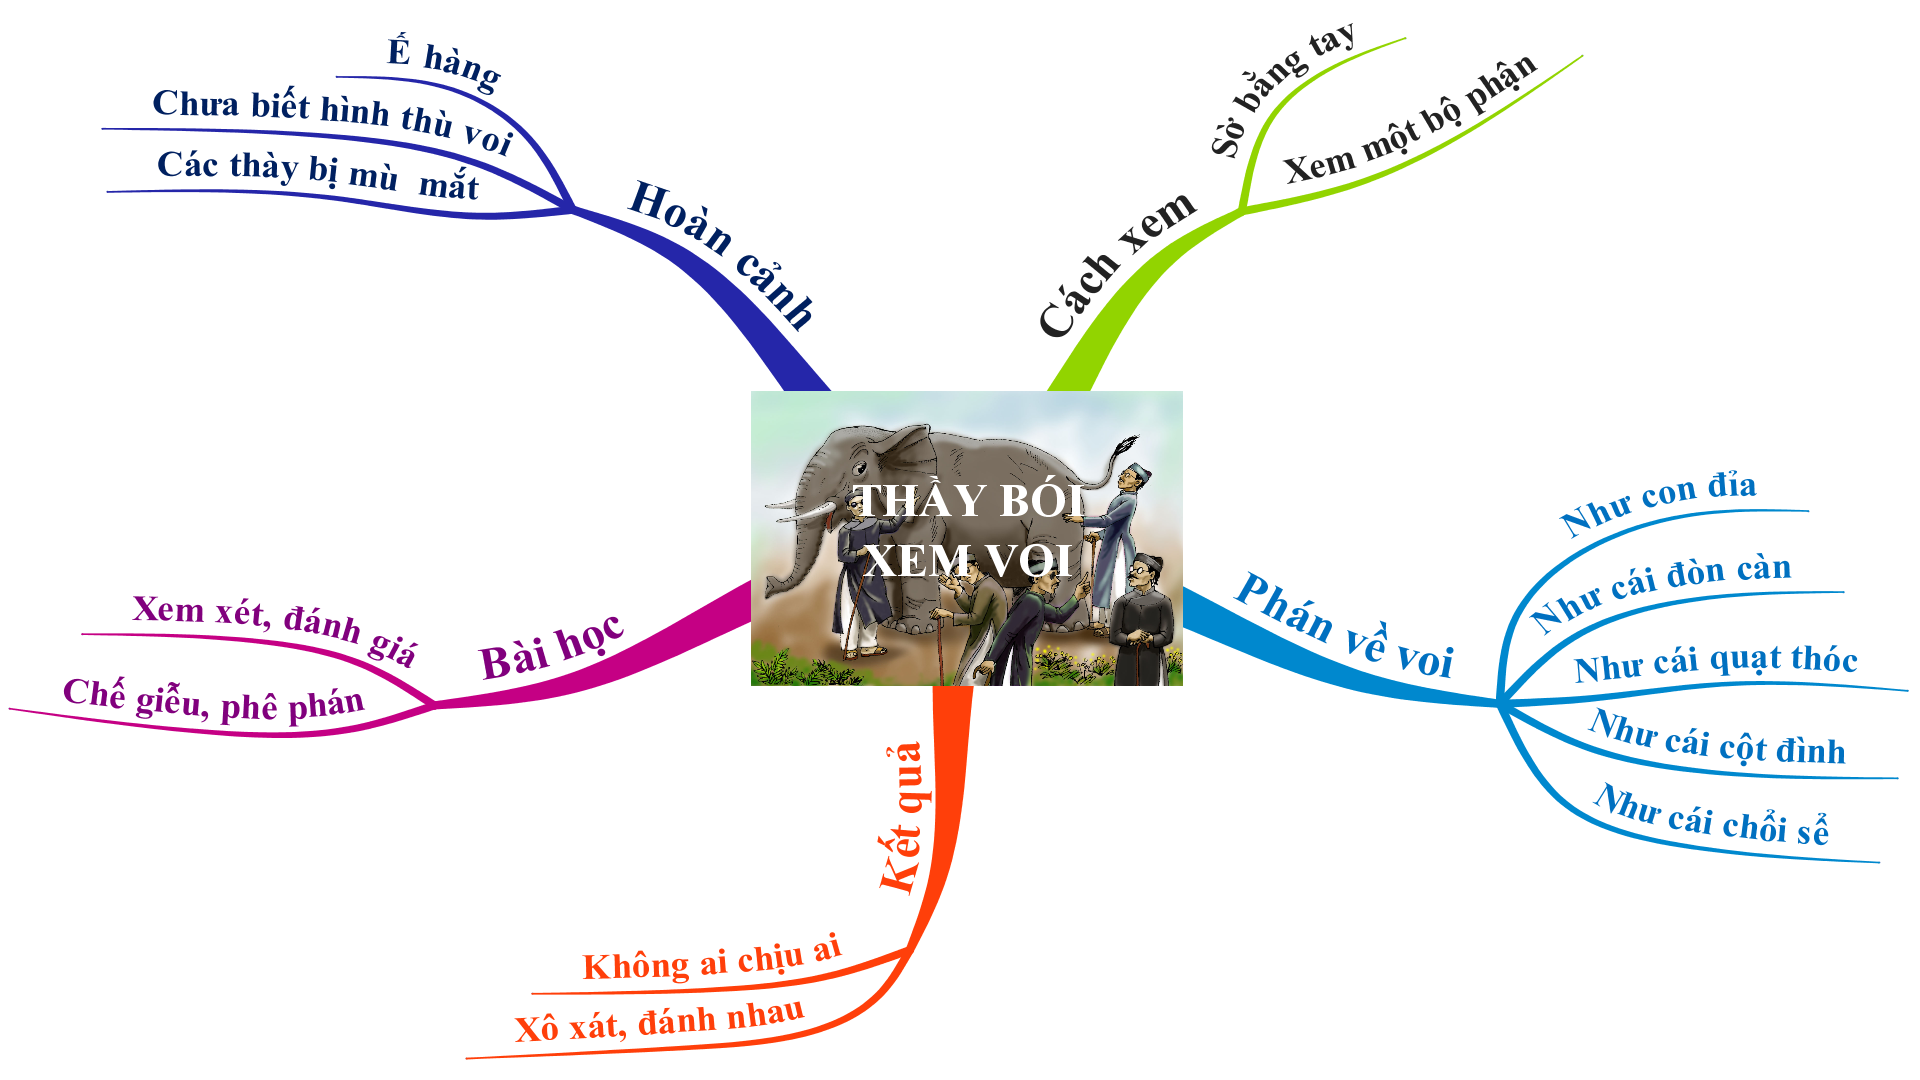 THẦY BÓI
XEM VOI
Hoàn cảnh
Ế hàng
Chưa biết hình thù voi
Các thày bị mù mắt
Cách xem
Sờ bằng tay
Xem một bộ phận
Phán về voi
Như con đỉa
Như cái đòn càn
Như cái quạt thóc
Như cái cột đình
Như cái chổi sể
Kết quả
Không ai chịu ai
Xô xát, đánh nhau
Bài học
Xem xét, đánh giá
Chế giễu, phê phán